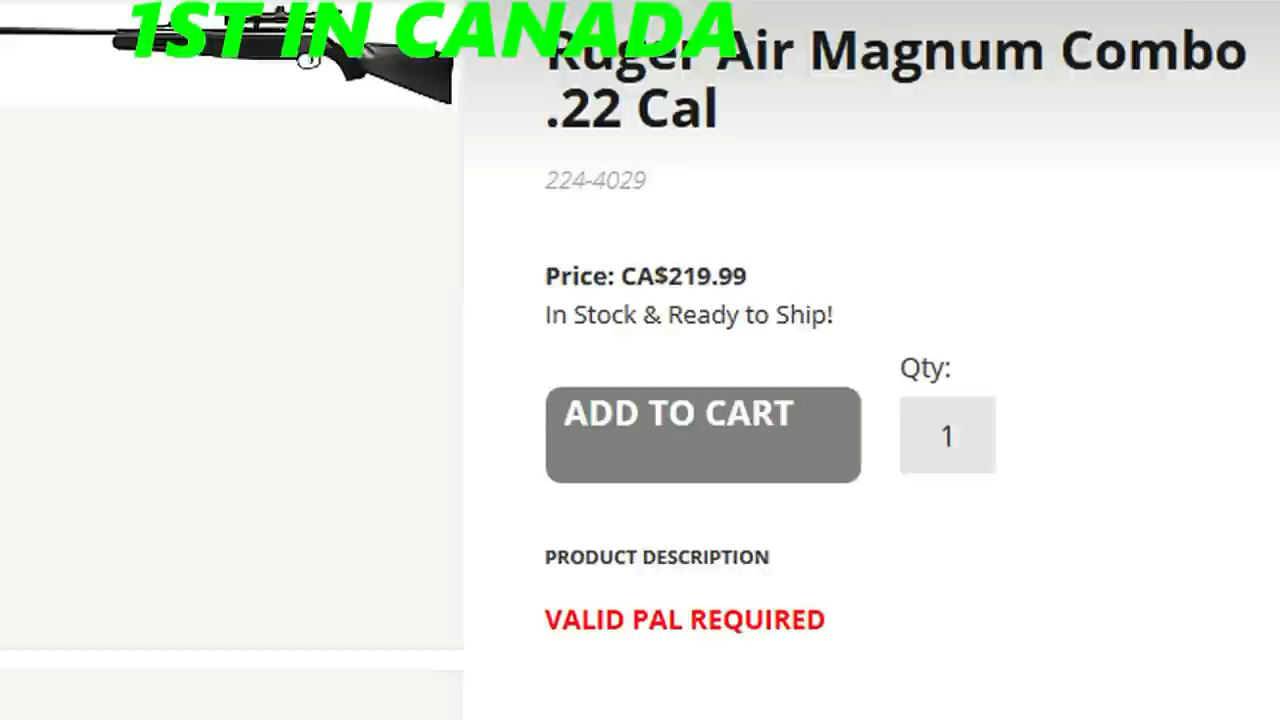 1ST IN CANADA
Ruger Air Magnum Combo
.22 Cal
224-4029
Price: CA$219.99
In Stock & Ready to Ship!
Qty:
ADD TO CART
1
PRODUCT DESCRIPTION
VALID PAL REQUIRED